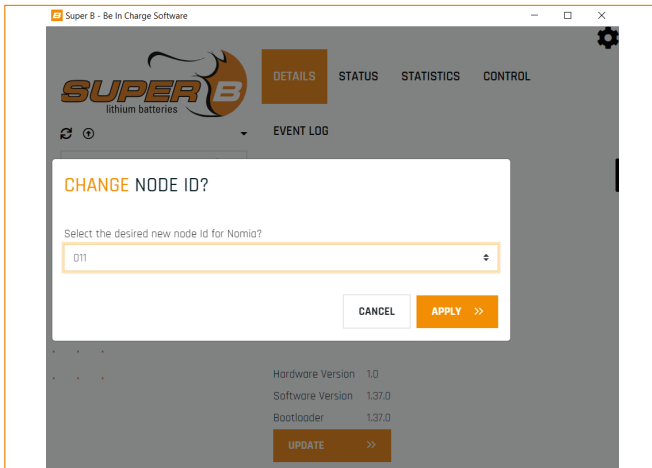 Super B - Be In Charge Software
SUPER B
lithium batteries
DETAILS STATUS STATISTICS CONTROL
EVENT LOG
CHANGE NODE ID?
Select the desired new node Id for Nomia?
011
CANCEL APPLY
Hardware Version 1.0
Software Version 1.37.0
Bootloader 1.37.0
UPDATE